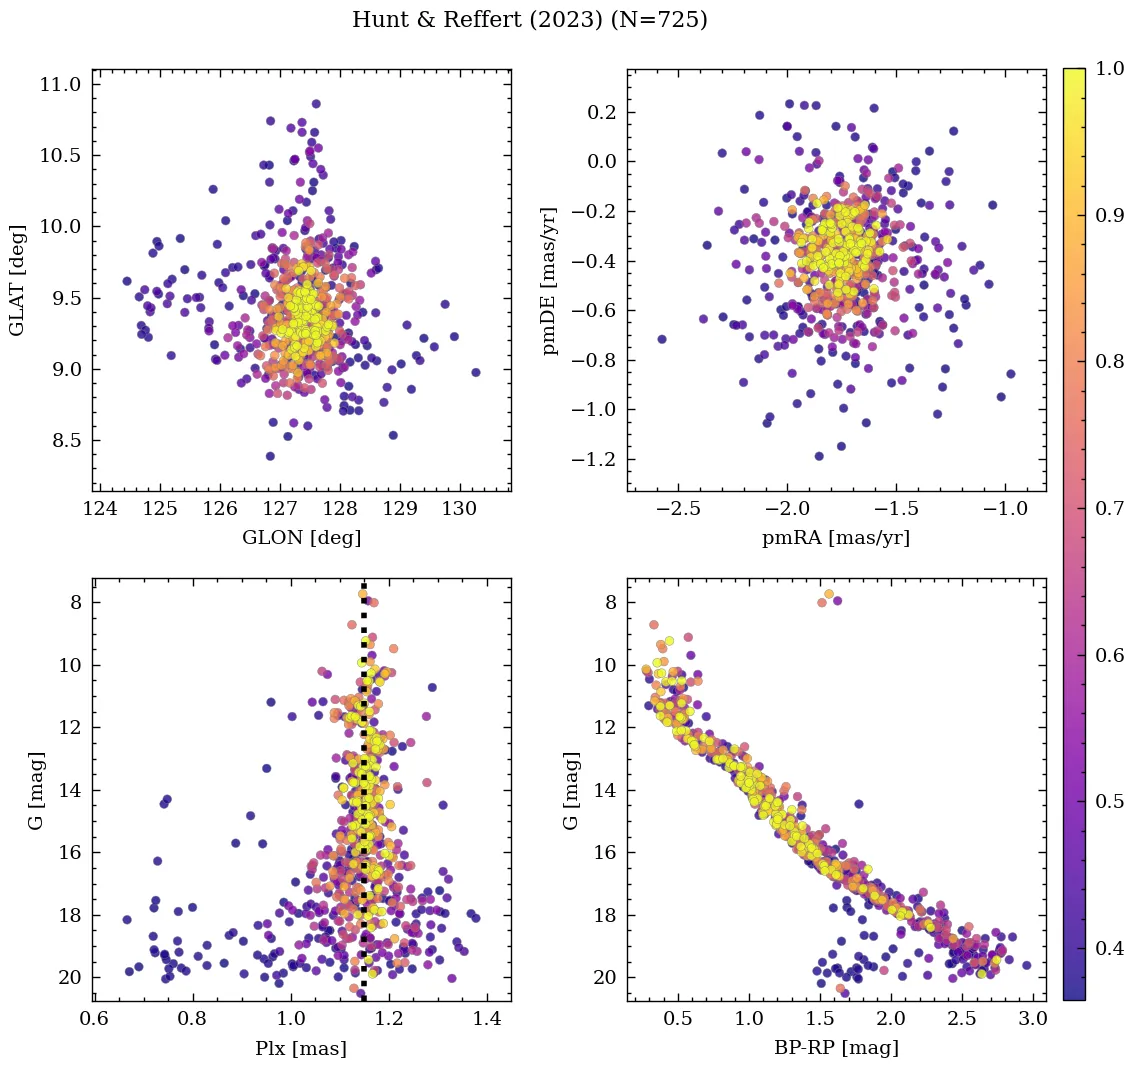 Hunt & Reffert (2023) (N=725)
11.0
10.5
10.0
9.5
9.0
8.5
GLAT [deg]
124 125 126 127 128 129 130
GLON [deg]
0.2
0.0
−0.2
−0.4
−0.6
−0.8
−1.0
−1.2
pmDE [mas/yr]
−2.5 −2.0 −1.5 −1.0
pmRA [mas/yr]
8
10
12
14
16
18
20
G [mag]
0.6 0.8 1.0 1.2 1.4
Plx [mas]
8
10
12
14
16
18
20
G [mag]
0.5 1.0 1.5 2.0 2.5 3.0
BP-RP [mag]
1.0
0.9
0.8
0.7
0.6
0.5
0.4